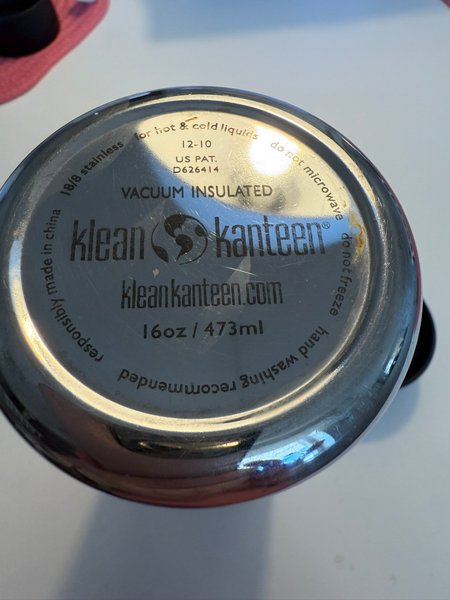 for hot & cold liquids
do not microwave
do not freeze
hand washing recommended
responsibly made in china
18/8 stainless
12-10
US PAT.
D626414
VACUUM INSULATED
klean kanteen®
kleankanteen.com
16oz / 473ml